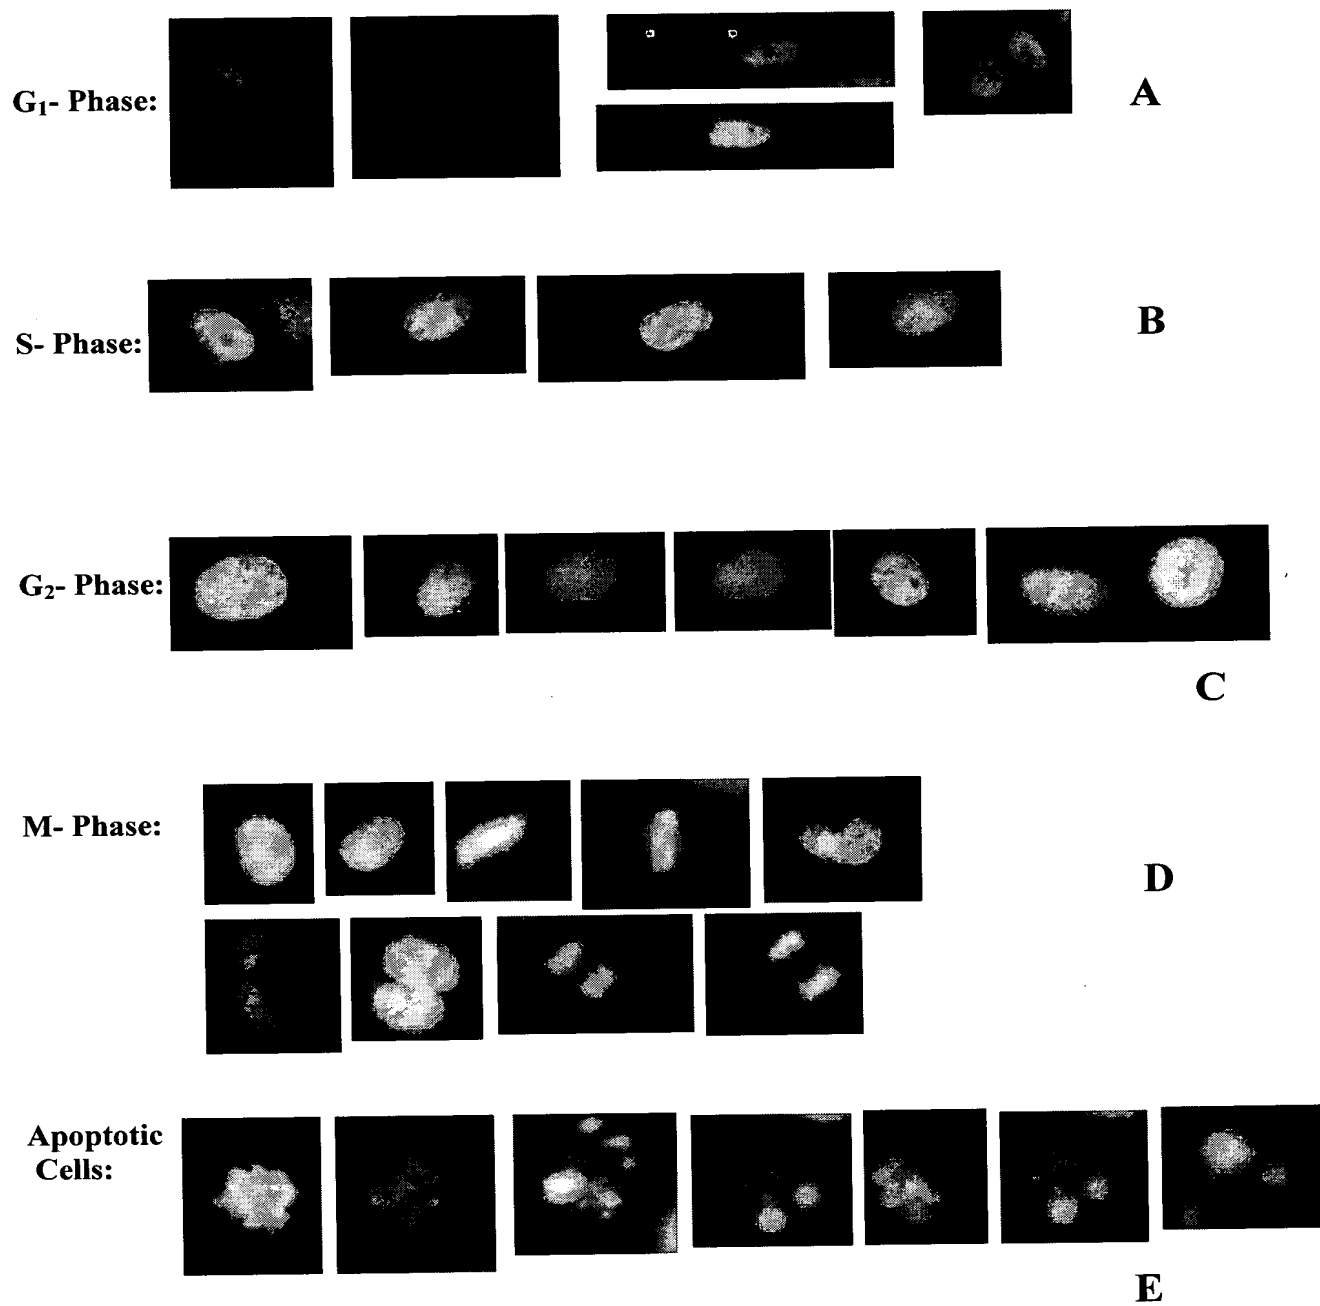 G₁- Phase:
A
S- Phase:
B
G₂- Phase:
C
M- Phase:
D
Apoptotic
Cells:
E